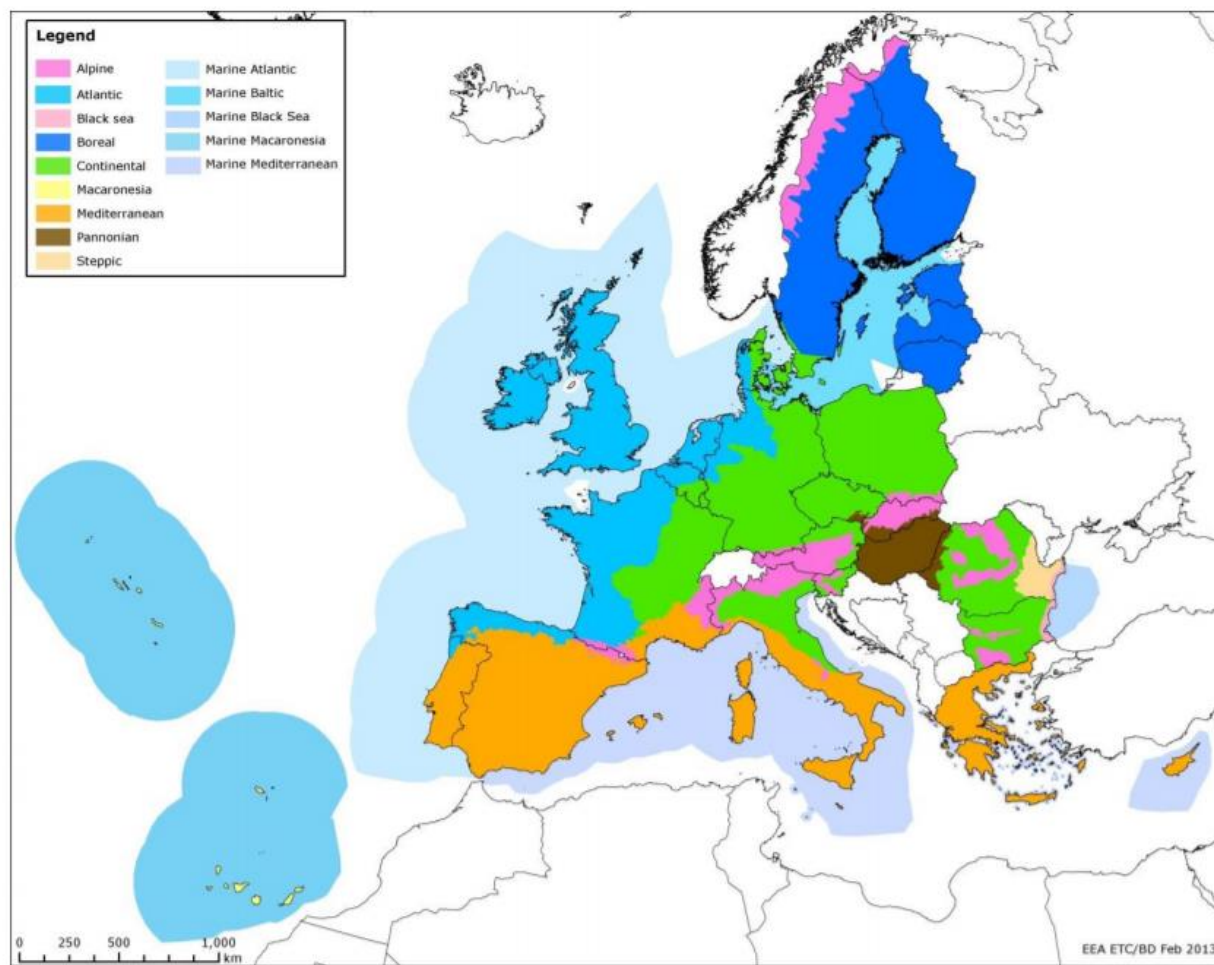 Legend
Alpine
Atlantic
Black sea
Boreal
Continental
Macaronesia
Mediterranean
Pannonian
Steppic
Marine Atlantic
Marine Baltic
Marine Black Sea
Marine Macaronesia
Marine Mediterranean
0 250 500 1,000
km
EEA ETC/BD Feb 2013